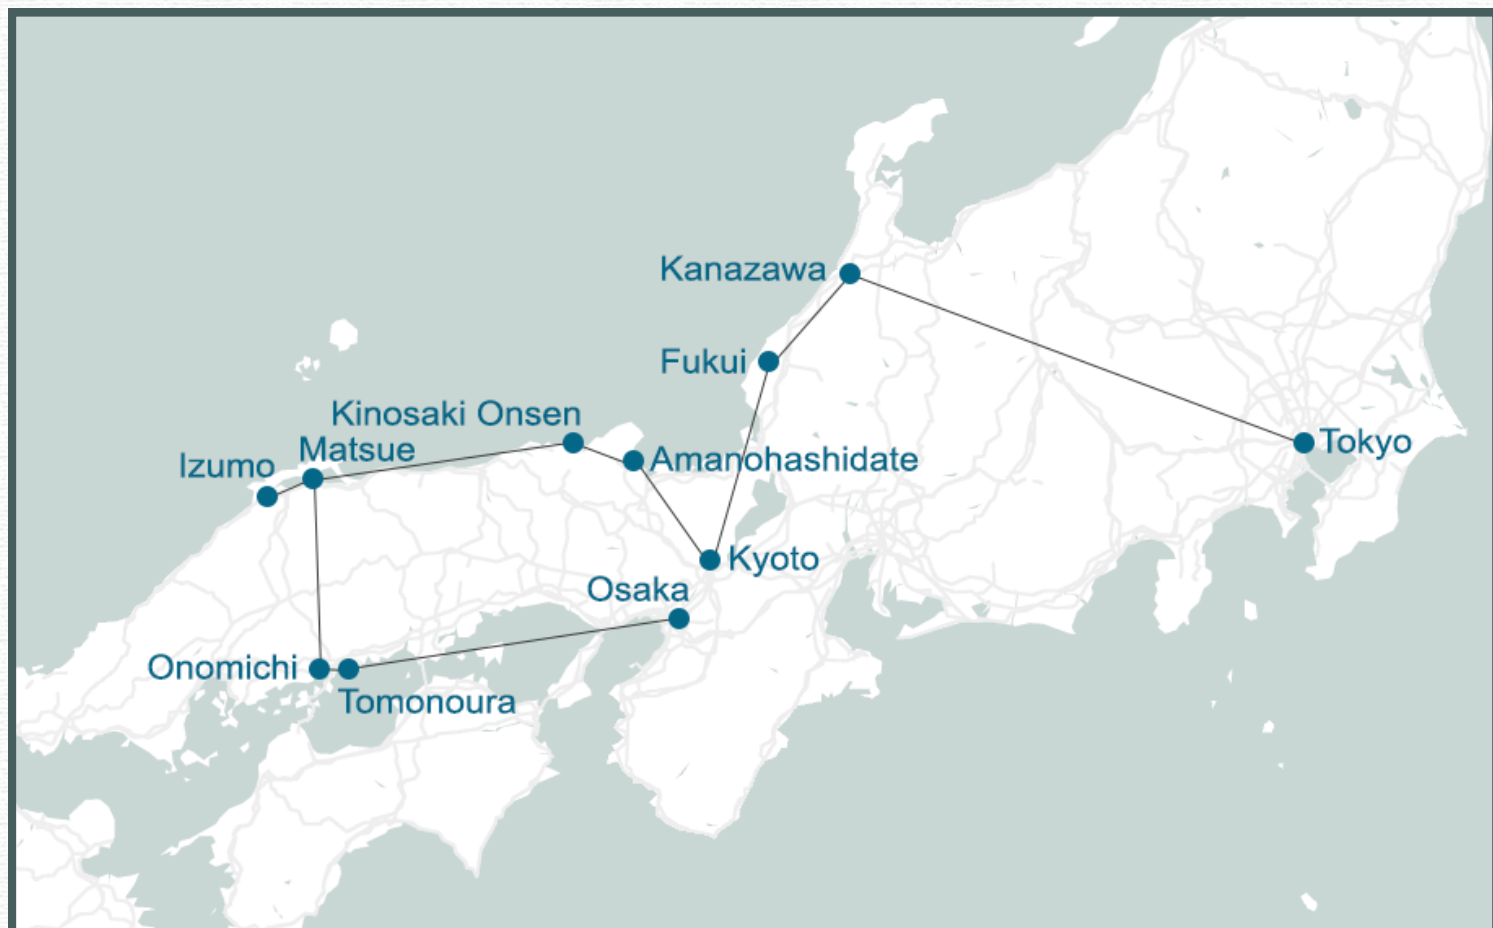 Kanazawa
Fukui
Kinosaki Onsen
Matsue
Izumo
Amanohashidate
Tokyo
Kyoto
Osaka
Onomichi
Tomonoura